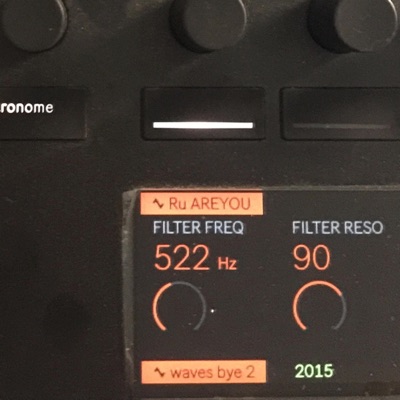 ronome
Ru AREYOU
FILTER FREQ FILTER RESO
522 Hz 90
waves bye 2 2015